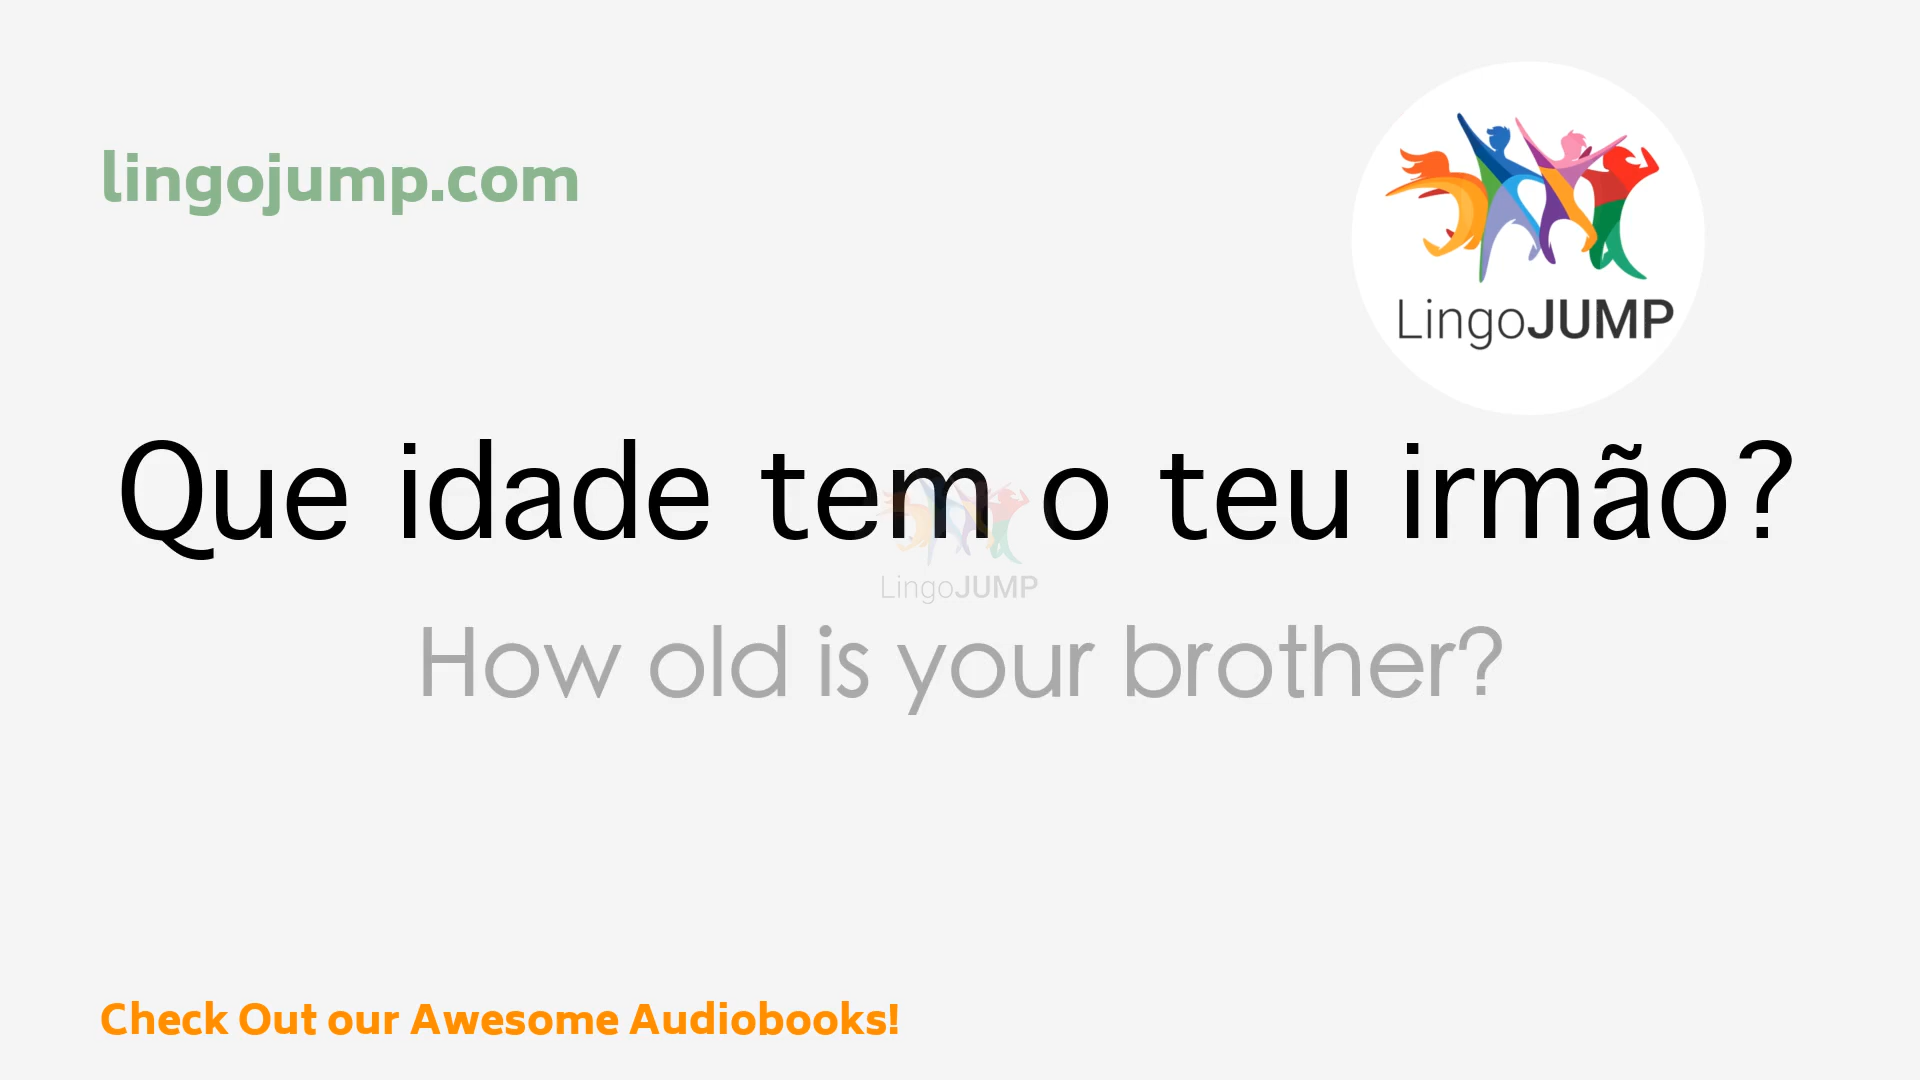 lingojump.com
LingoJUMP
Que idade tem o teu irmão?
LingoJUMP
How old is your brother?
Check Out our Awesome Audiobooks!